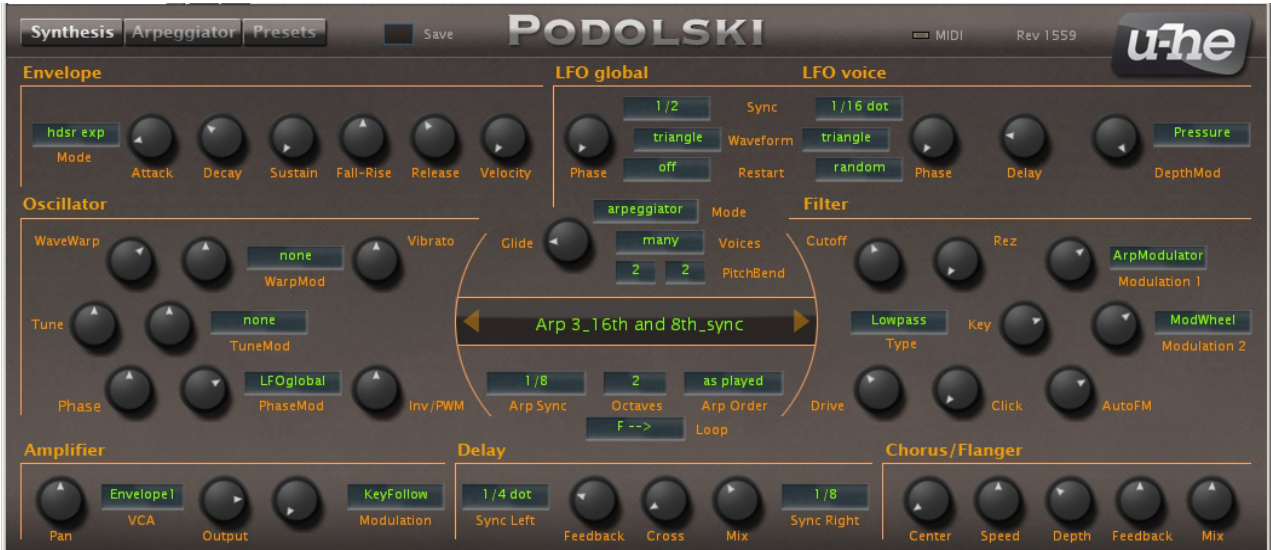 Synthesis Arpeggiator Presets Save PODOLSKI MIDI Rev 1559 u-he
Envelope
hdsr exp
Mode
Attack Decay Sustain Fall-Rise Release Velocity
LFO global LFO voice
1/2 Sync 1/16 dot
triangle Waveform triangle
Pressure
off Restart random
Phase Phase Delay DepthMod
Oscillator
WaveWarp none Vibrato
WarpMod
Tune none
TuneMod
LFOglobal
Phase PhaseMod Inv/PWM
arpeggiator Mode
Glide many Voices
2 2 PitchBend
Arp 3_16th and 8th_sync
1/8 2 as played
Arp Sync Octaves Arp Order
F --> Loop
Filter
Cutoff Rez ArpModulator
Modulation 1
Lowpass Key ModWheel
Type Modulation 2
Drive Click AutoFM
Amplifier
Envelope1 KeyFollow
VCA Modulation
Pan Output
Delay
1/4 dot 1/8
Sync Left Sync Right
Feedback Cross Mix
Chorus/Flanger
Center Speed Depth Feedback Mix